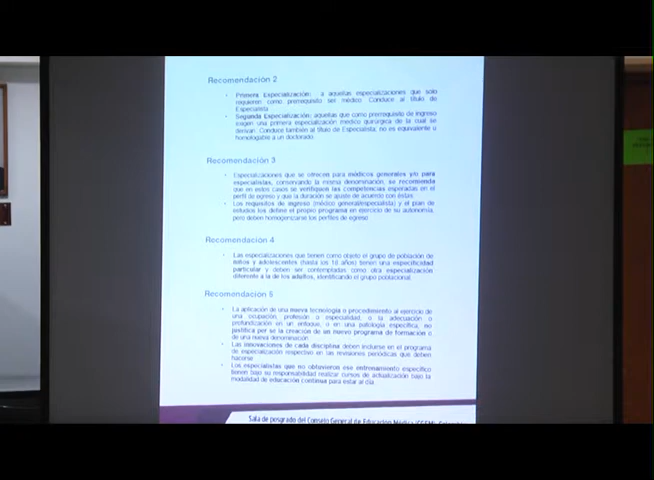 Recomendación 2
Primera Especialización: a aquellas especializaciones que solo
requieren como prerrequisito ser médico. Conduce al título de
Especialista
Segunda Especialización: aquellas que como prerrequisito de ingreso
exigen una primera especialización médico quirúrgica de la cual se
derivan. Conduce también al título de Especialista; no es equivalente u
homologable a un doctorado.
Recomendación 3
Especializaciones que se ofrecen para médicos generales y/o para
especialistas, conservando la misma denominación, se recomienda
que en estos casos se verifiquen las competencias esperadas en el
perfil de egreso y que la duración se ajuste de acuerdo con éstas.
Los requisitos de ingreso (médico general/especialista) y el plan de
estudios los define el propio programa en ejercicio de su autonomía,
pero deben homogenizarse los perfiles de egreso
Recomendación 4
Las especializaciones que tienen como objeto el grupo de población de
niños y adolescentes (hasta los 18 años) tienen una especificidad
particular y deben ser contempladas como otra especialización
diferente a la de los adultos, identificando el grupo poblacional.
Recomendación 5
La aplicación de una nueva tecnología o procedimiento al ejercicio de
una ocupación, profesión o especialidad, o la adecuación o
profundización en un enfoque, o en una patología específica, no
justifica per se la creación de un nuevo programa de formación o
de una nueva denominación
Las innovaciones de cada disciplina deben incluirse en el programa
de especialización respectivo en las revisiones periódicas que deben
hacerse
Los especialistas que no obtuvieron ese entrenamiento específico
tienen bajo su responsabilidad realizar cursos de actualización bajo la
modalidad de educación continua para estar al día.
Sala de posgrado del Consejo General de Educación Médica